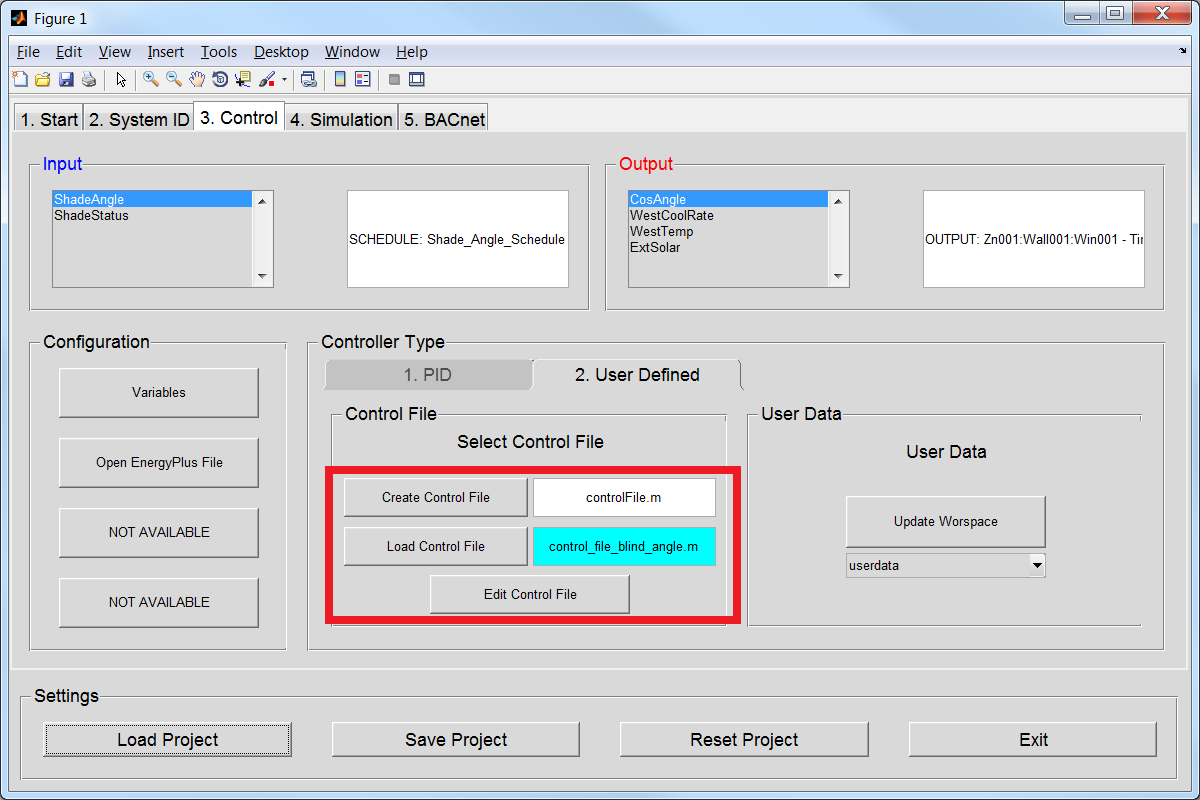 Figure 1
File Edit View Insert Tools Desktop Window Help
1. Start 2. System ID 3. Control 4. Simulation 5. BACnet
Input
ShadeAngle
ShadeStatus
SCHEDULE: Shade_Angle_Schedule
Output
CosAngle
WestCoolRate
WestTemp
ExtSolar
OUTPUT: Zn001:Wall001:Win001 - Tir
Configuration
Variables
Open EnergyPlus File
NOT AVAILABLE
NOT AVAILABLE
Controller Type
1. PID 2. User Defined
Control File
Select Control File
Create Control File controlFile.m
Load Control File control_file_blind_angle.m
Edit Control File
User Data
User Data
Update Worspace
userdata
Settings
Load Project Save Project Reset Project Exit